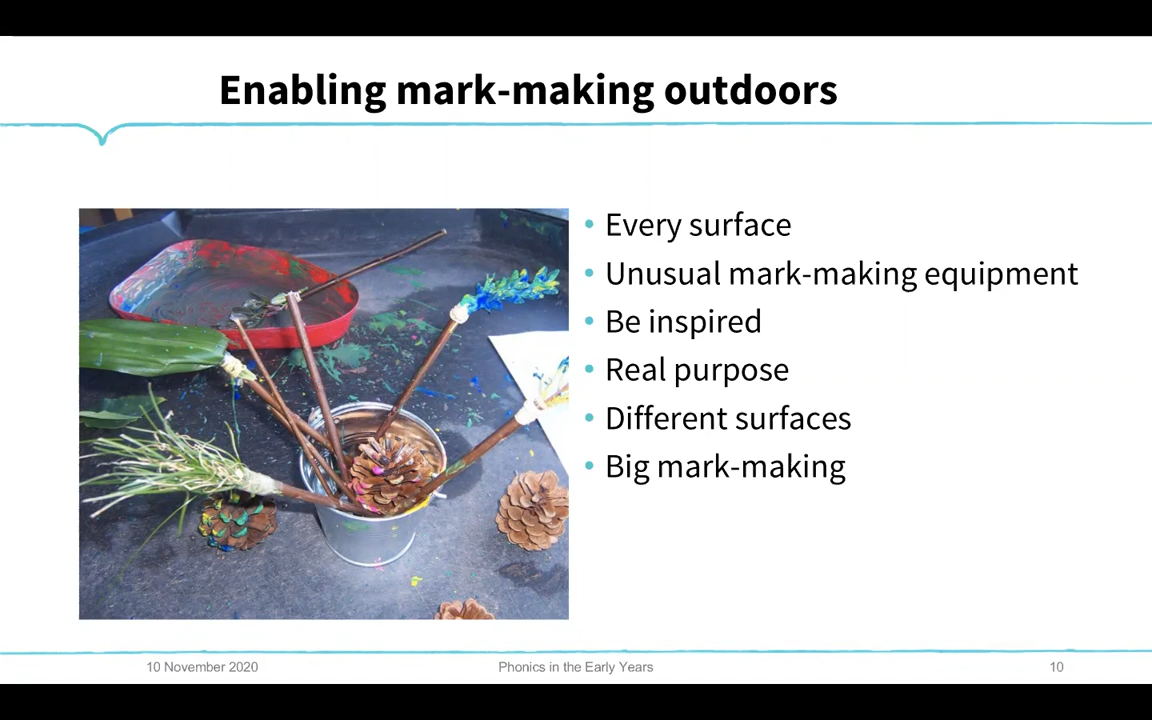 Enabling mark-making outdoors
• Every surface
• Unusual mark-making equipment
• Be inspired
• Real purpose
• Different surfaces
• Big mark-making
10 November 2020 Phonics in the Early Years 10